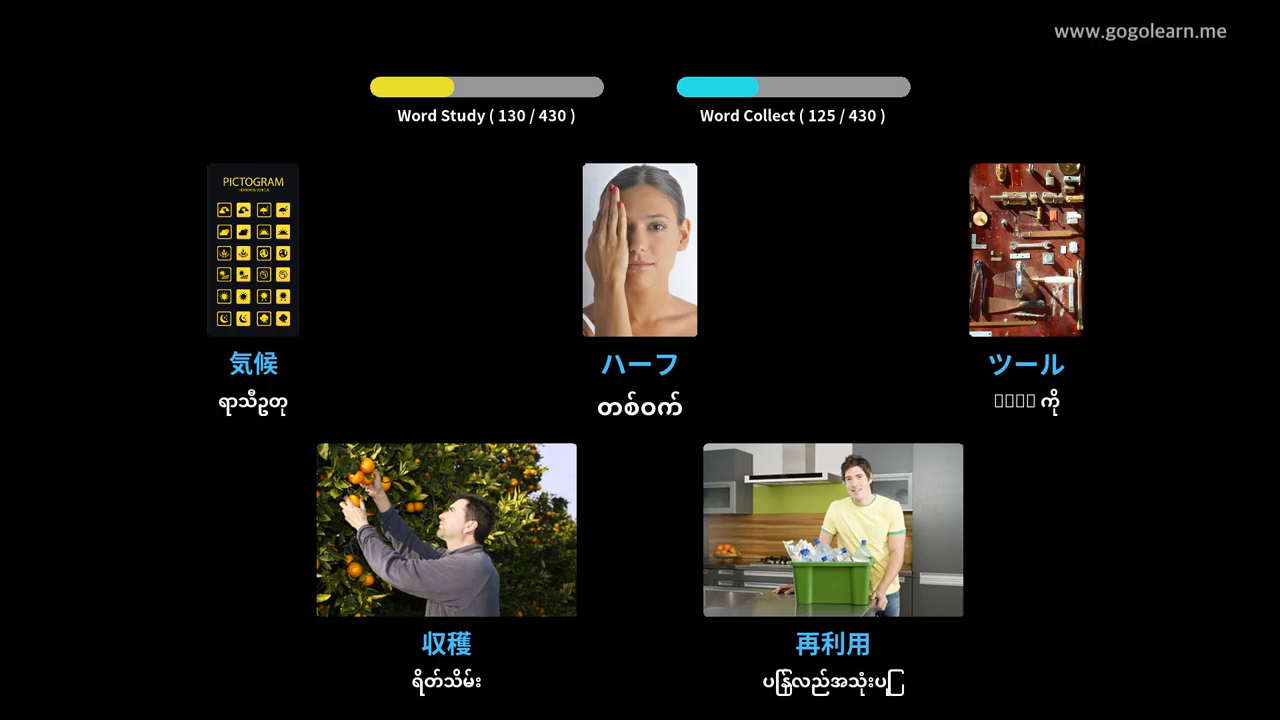 www.gogolearn.me
Word Study ( 130 / 430 )
Word Collect ( 125 / 430 )
PICTOGRAM
気候
ရာသီဥတု
ハーフ
တစ်ဝက်
ツール
ကို
収穫
ရိတ်သိမ်း
再利用
ပြန်လည်အသုံးပြု